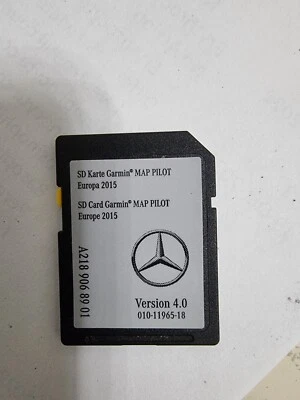 SD Karte Garmin® MAP PILOT
Europa 2015
SD Card Garmin® MAP PILOT
Europe 2015
A218 906 89 01
Version 4.0
010-11965-18